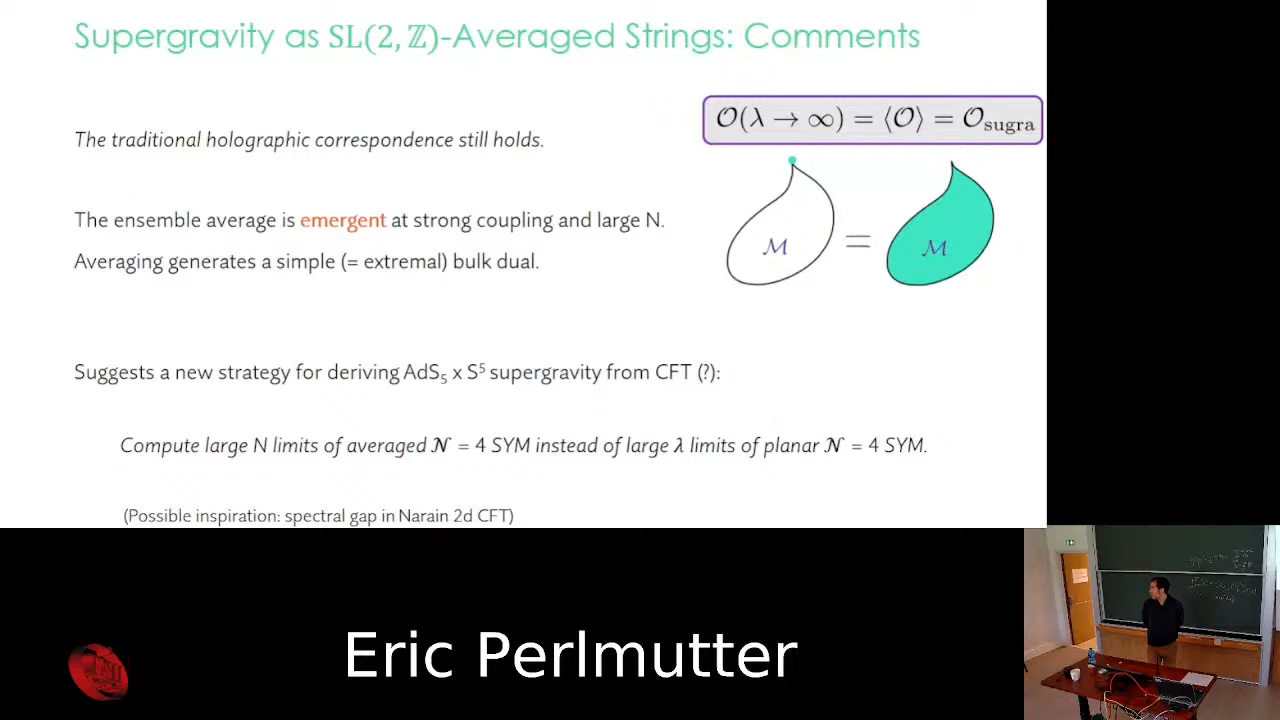 Supergravity as SL(2, ℤ)-Averaged Strings: Comments
𝒪(λ → ∞) = ⟨𝒪⟩ = 𝒪sugra
The traditional holographic correspondence still holds.
The ensemble average is emergent at strong coupling and large N.
ℳ = ℳ
Averaging generates a simple (= extremal) bulk dual.
Suggests a new strategy for deriving AdS₅ x S⁵ supergravity from CFT (?):
Compute large N limits of averaged 𝒩 = 4 SYM instead of large λ limits of planar 𝒩 = 4 SYM.
(Possible inspiration: spectral gap in Narain 2d CFT)
Eric Perlmutter